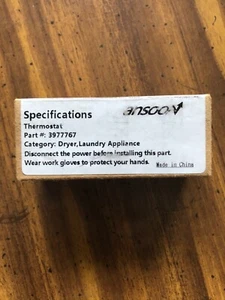 Specifications
Thermostat
Part #: 3977767
Category: Dryer,Laundry Appliance
Disconnect the power before installing this part.
Wear work gloves to protect your hands.
Made in China